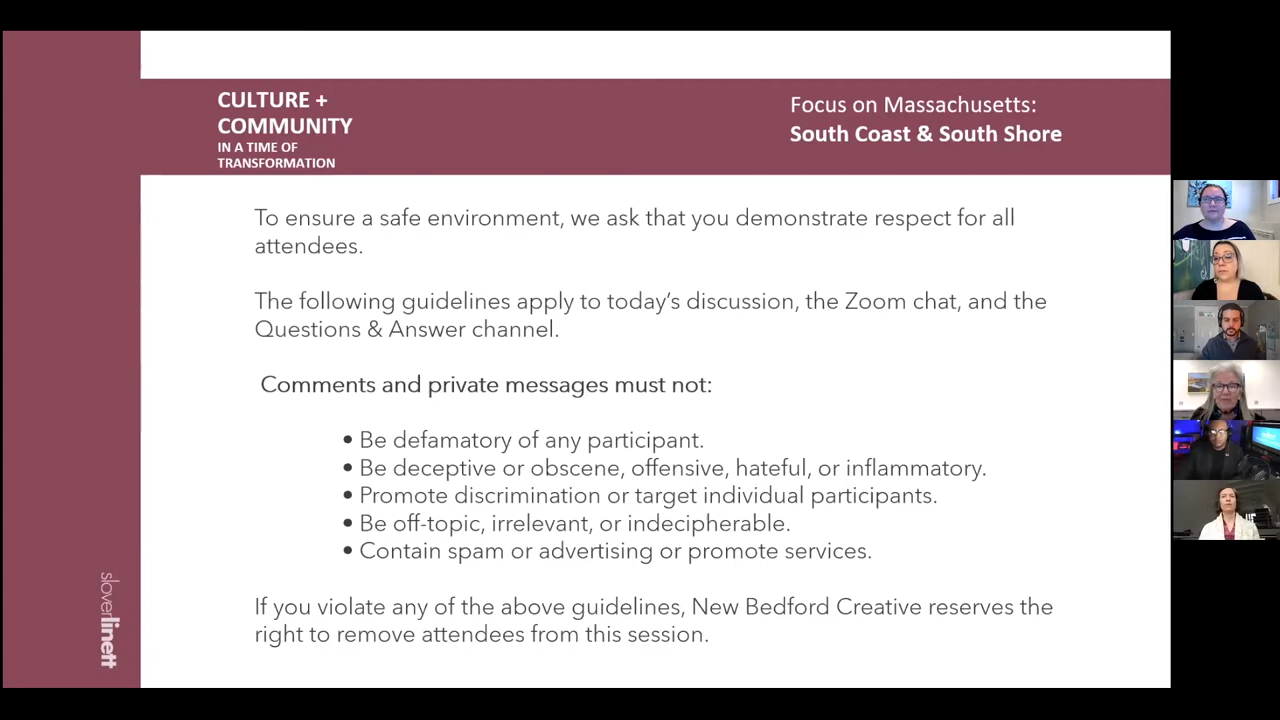 CULTURE +
COMMUNITY
IN A TIME OF
TRANSFORMATION
Focus on Massachusetts:
South Coast & South Shore
To ensure a safe environment, we ask that you demonstrate respect for all
attendees.
The following guidelines apply to today's discussion, the Zoom chat, and the
Questions & Answer channel.
Comments and private messages must not:
• Be defamatory of any participant.
• Be deceptive or obscene, offensive, hateful, or inflammatory.
• Promote discrimination or target individual participants.
• Be off-topic, irrelevant, or indecipherable.
• Contain spam or advertising or promote services.
If you violate any of the above guidelines, New Bedford Creative reserves the
right to remove attendees from this session.
sloverlinett